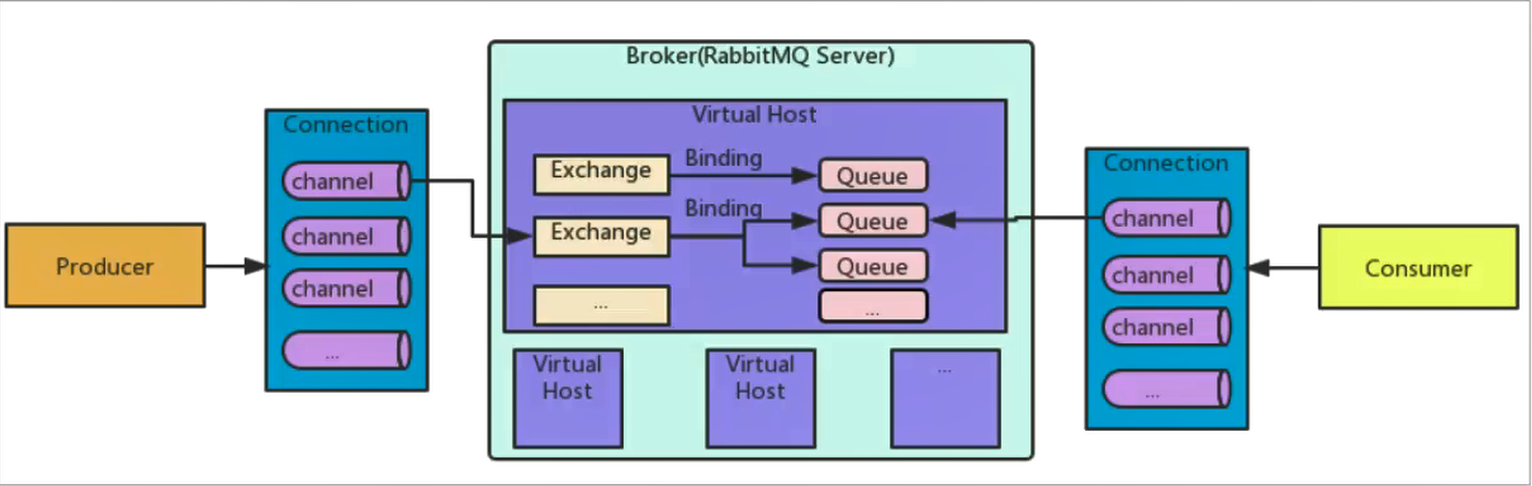 Broker(RabbitMQ Server)
Connection
channel
channel
channel
...
Producer
Virtual Host
Exchange
Binding
Queue
Exchange
Binding
Queue
Queue
...
...
Virtual
Host
Virtual
Host
...
Connection
channel
channel
channel
...
Consumer